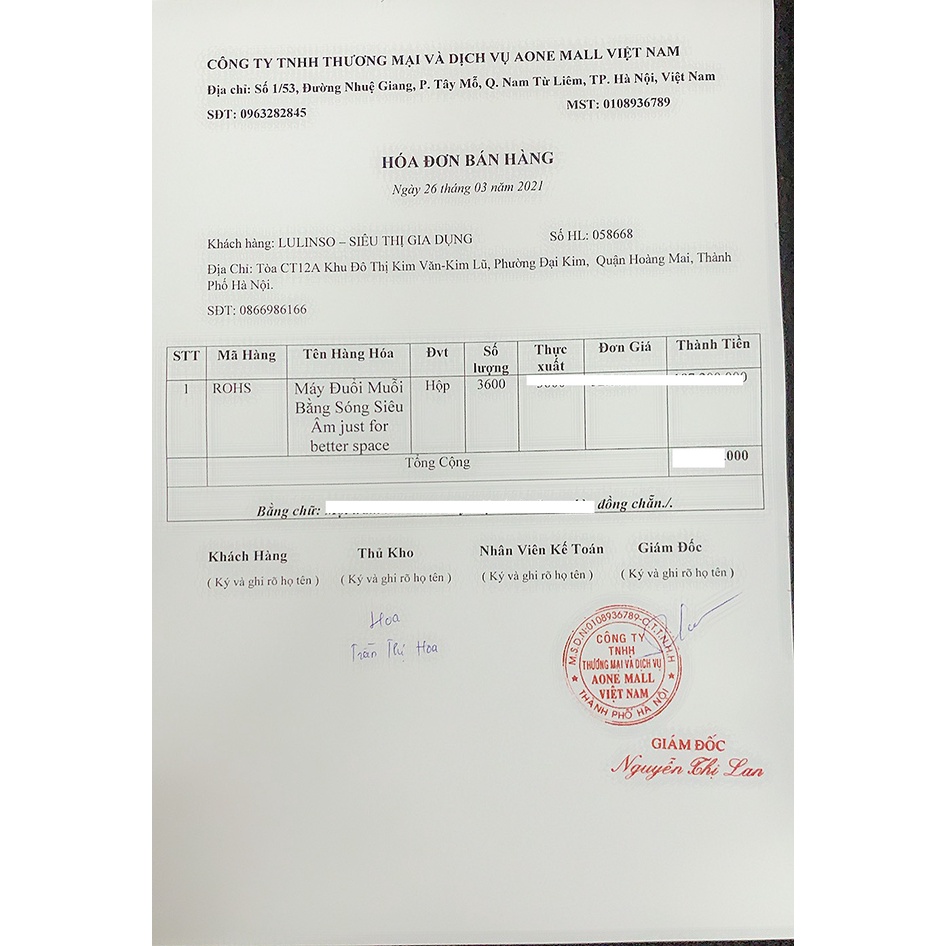 CÔNG TY TNHH THƯƠNG MẠI VÀ DỊCH VỤ AONE MALL VIỆT NAM
Địa chỉ: Số 1/53, Đường Nhuệ Giang, P. Tây Mỗ, Q. Nam Từ Liêm, TP. Hà Nội, Việt Nam
SĐT: 0963282845 MST: 0108936789
HÓA ĐƠN BÁN HÀNG
Ngày 26 tháng 03 năm 2021
Khách hàng: LULINSO – SIÊU THỊ GIA DỤNG Số HL: 058668
Địa Chỉ: Tòa CT12A Khu Đô Thị Kim Văn-Kim Lũ, Phường Đại Kim, Quận Hoàng Mai, Thành
Phố Hà Nội.
SĐT: 0866986166
STT Mã Hàng Tên Hàng Hóa Đvt Số lượng Thực xuất Đơn Giá Thành Tiền
1 ROHS Máy Đuổi Muỗi Hộp 3600
Bằng Sóng Siêu
Âm just for
better space
Tổng Cộng .000
Bằng chữ: đồng chẵn./.
Khách Hàng Thủ Kho Nhân Viên Kế Toán Giám Đốc
( Ký và ghi rõ họ tên ) ( Ký và ghi rõ họ tên ) ( Ký và ghi rõ họ tên ) ( Ký và ghi rõ họ tên )
Hoa
Trần Thị Hoa
M.S.D.N:0108936789-C.T.T.N.H.H
CÔNG TY
TNHH
THƯƠNG MẠI VÀ DỊCH VỤ
AONE MALL
VIỆT NAM
THÀNH PHỐ HÀ NỘI
GIÁM ĐỐC
Nguyễn Thị Lan